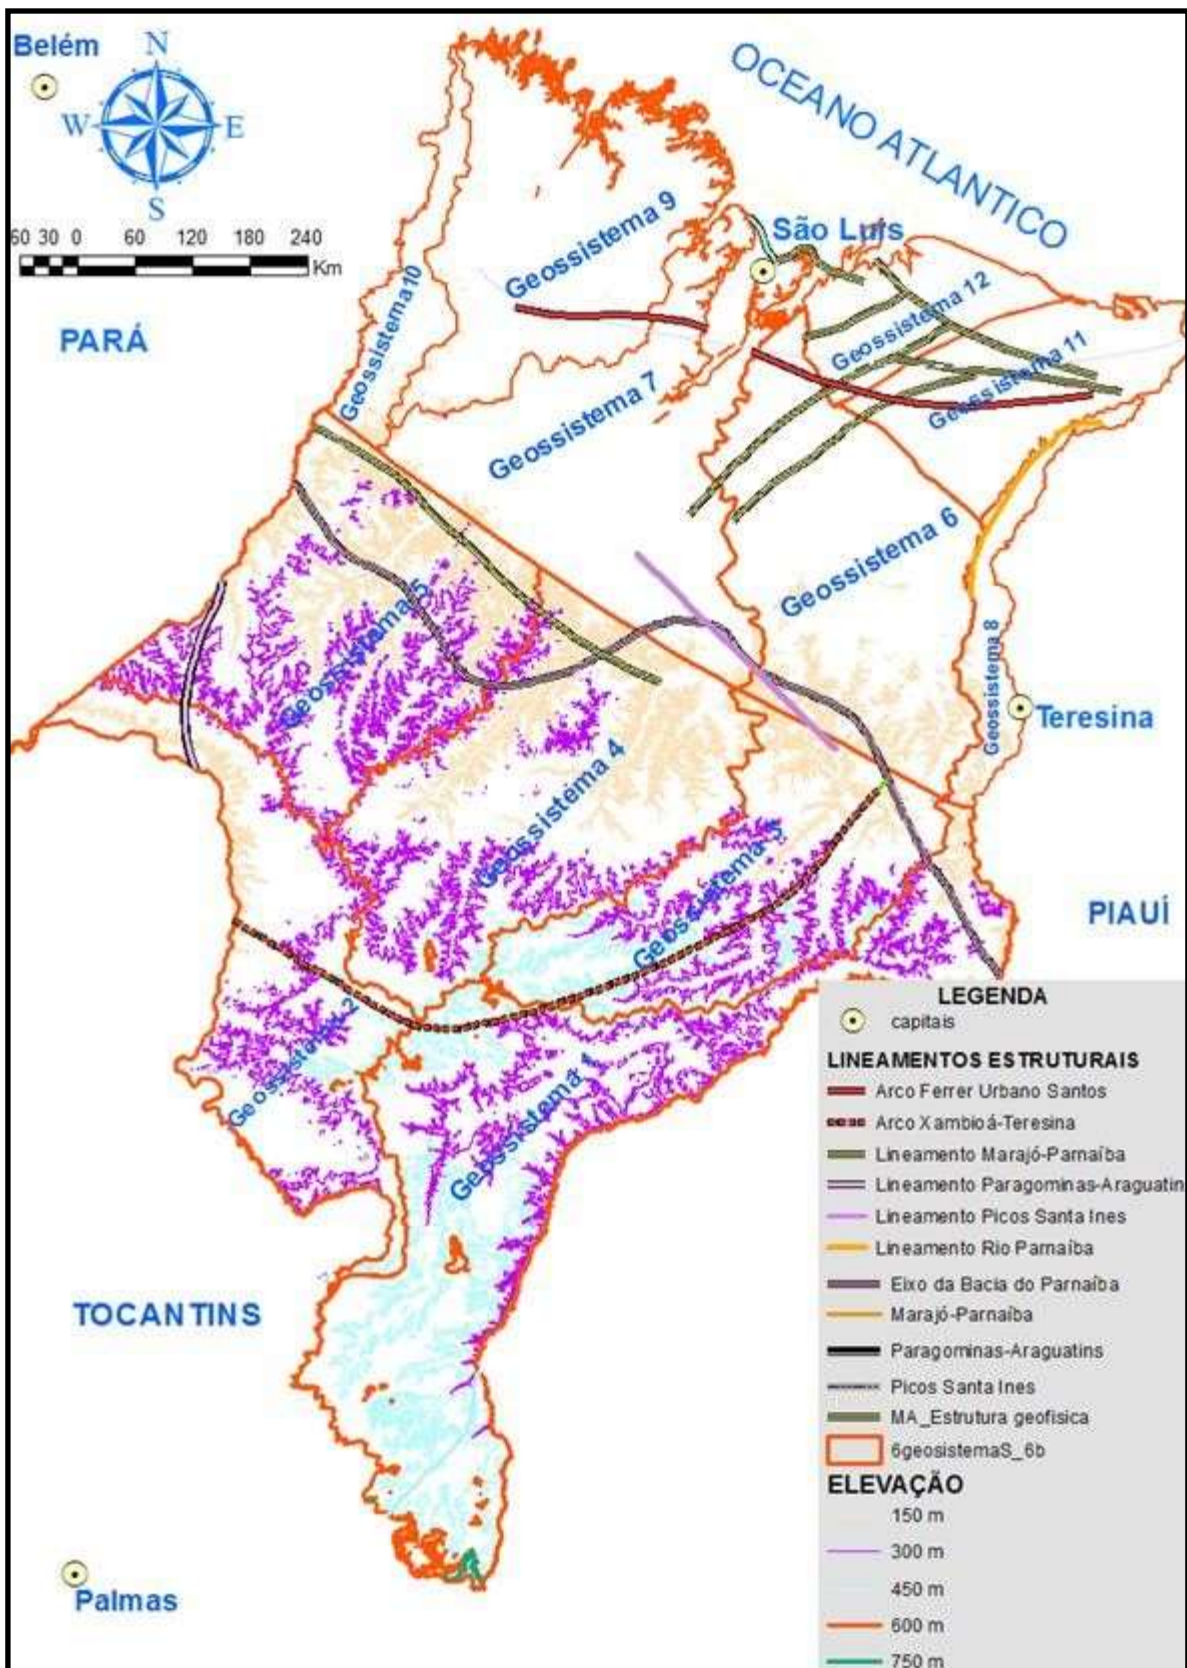 Belém
N
W
E
S
60 30 0 60 120 180 240
Km
OCEANO ATLANTICO
PARÁ
São Luís
Geossistema 9
Geossistema10
Geossistema 12
Geossistema 11
Geossistema 7
Geossistema 6
Geossistema 5
Geossistema 8
Teresina
Geossistema 4
Geossistema 3
PIAUÍ
Geossistema 2
Geossistema 1
TOCANTINS
Palmas
LEGENDA
capitais
LINEAMENTOS ESTRUTURAIS
Arco Ferrer Urbano Santos
Arco Xambioá-Teresina
Lineamento Marajó-Parnaíba
Lineamento Paragominas-Araguatin
Lineamento Picos Santa Ines
Lineamento Rio Parnaíba
Eixo da Bacia do Parnaíba
Marajó-Parnaíba
Paragominas-Araguatins
Picos Santa Ines
MA_Estrutura geofisica
6geosistemaS_6b
ELEVAÇÃO
150 m
300 m
450 m
600 m
750 m